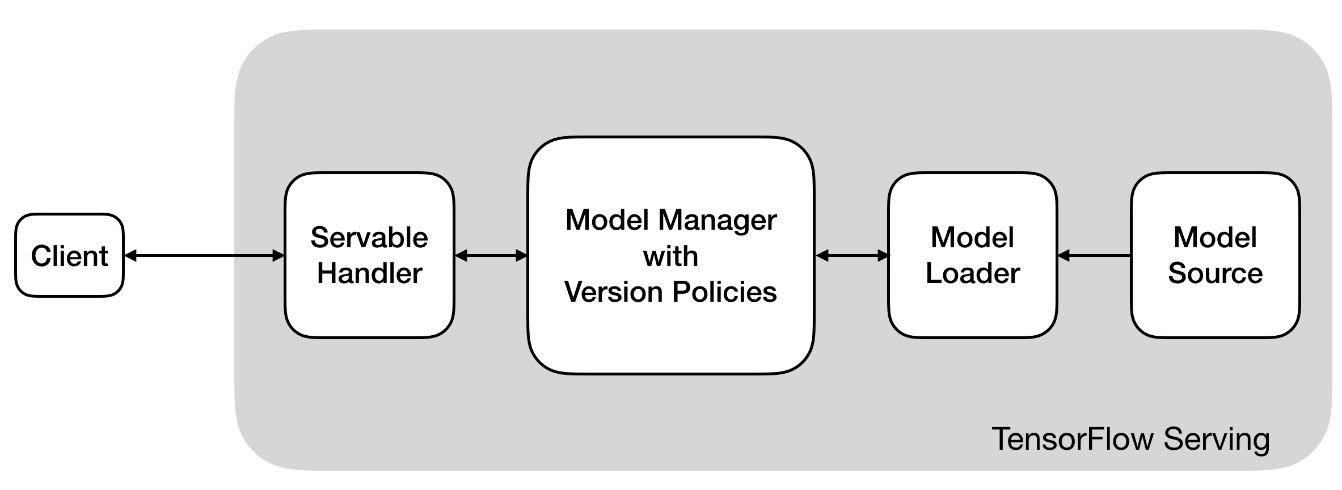 Client
Servable
Handler
Model Manager
with
Version Policies
Model
Loader
Model
Source
TensorFlow Serving